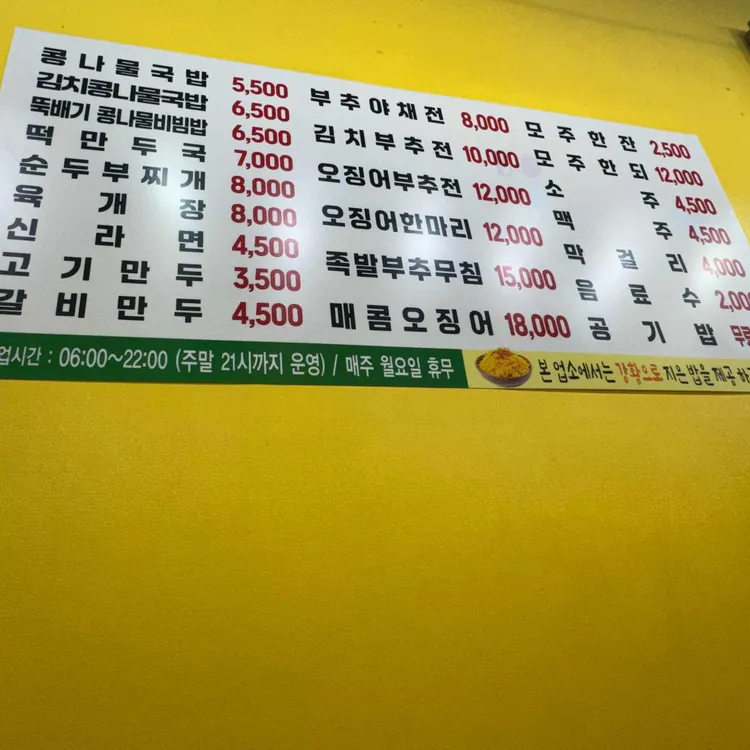 콩나물국밥 5,500
김치콩나물국밥 6,500
뚝배기 콩나물비빔밥 6,500
떡만두국 7,000
순두부찌개 8,000
육개장 8,000
신라면 4,500
고기만두 3,500
갈비만두 4,500
부추야채전 8,000
김치부추전 10,000
오징어부추전 12,000
오징어한마리 12,000
족발부추무침 15,000
매콤오징어 18,000
모주한잔 2,500
모주한되 12,000
소주 4,500
맥주 4,500
막걸리 4,000
음료수 2,00
공기밥 무
업시간 : 06:00~22:00 (주말 21시까지 운영) / 매주 월요일 휴무
본 업소에서는 강황으로 지은 밥을 제공